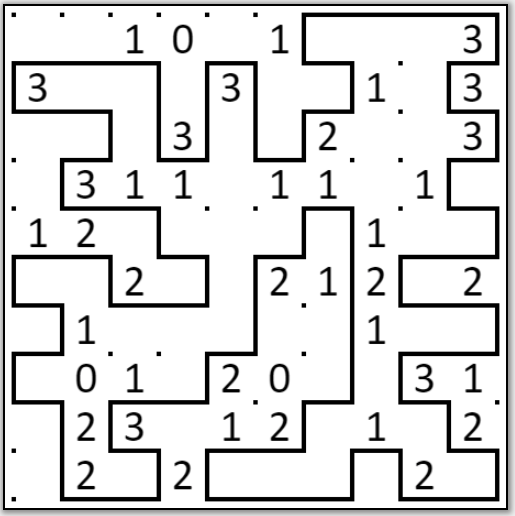 1 0 1 3
3 3 1 3
3 2 3
3 1 1 1 1 1
1 2 1
2 2 1 2 2
1 1
0 1 2 0 3 1
2 3 1 2 1 2
2 2 2